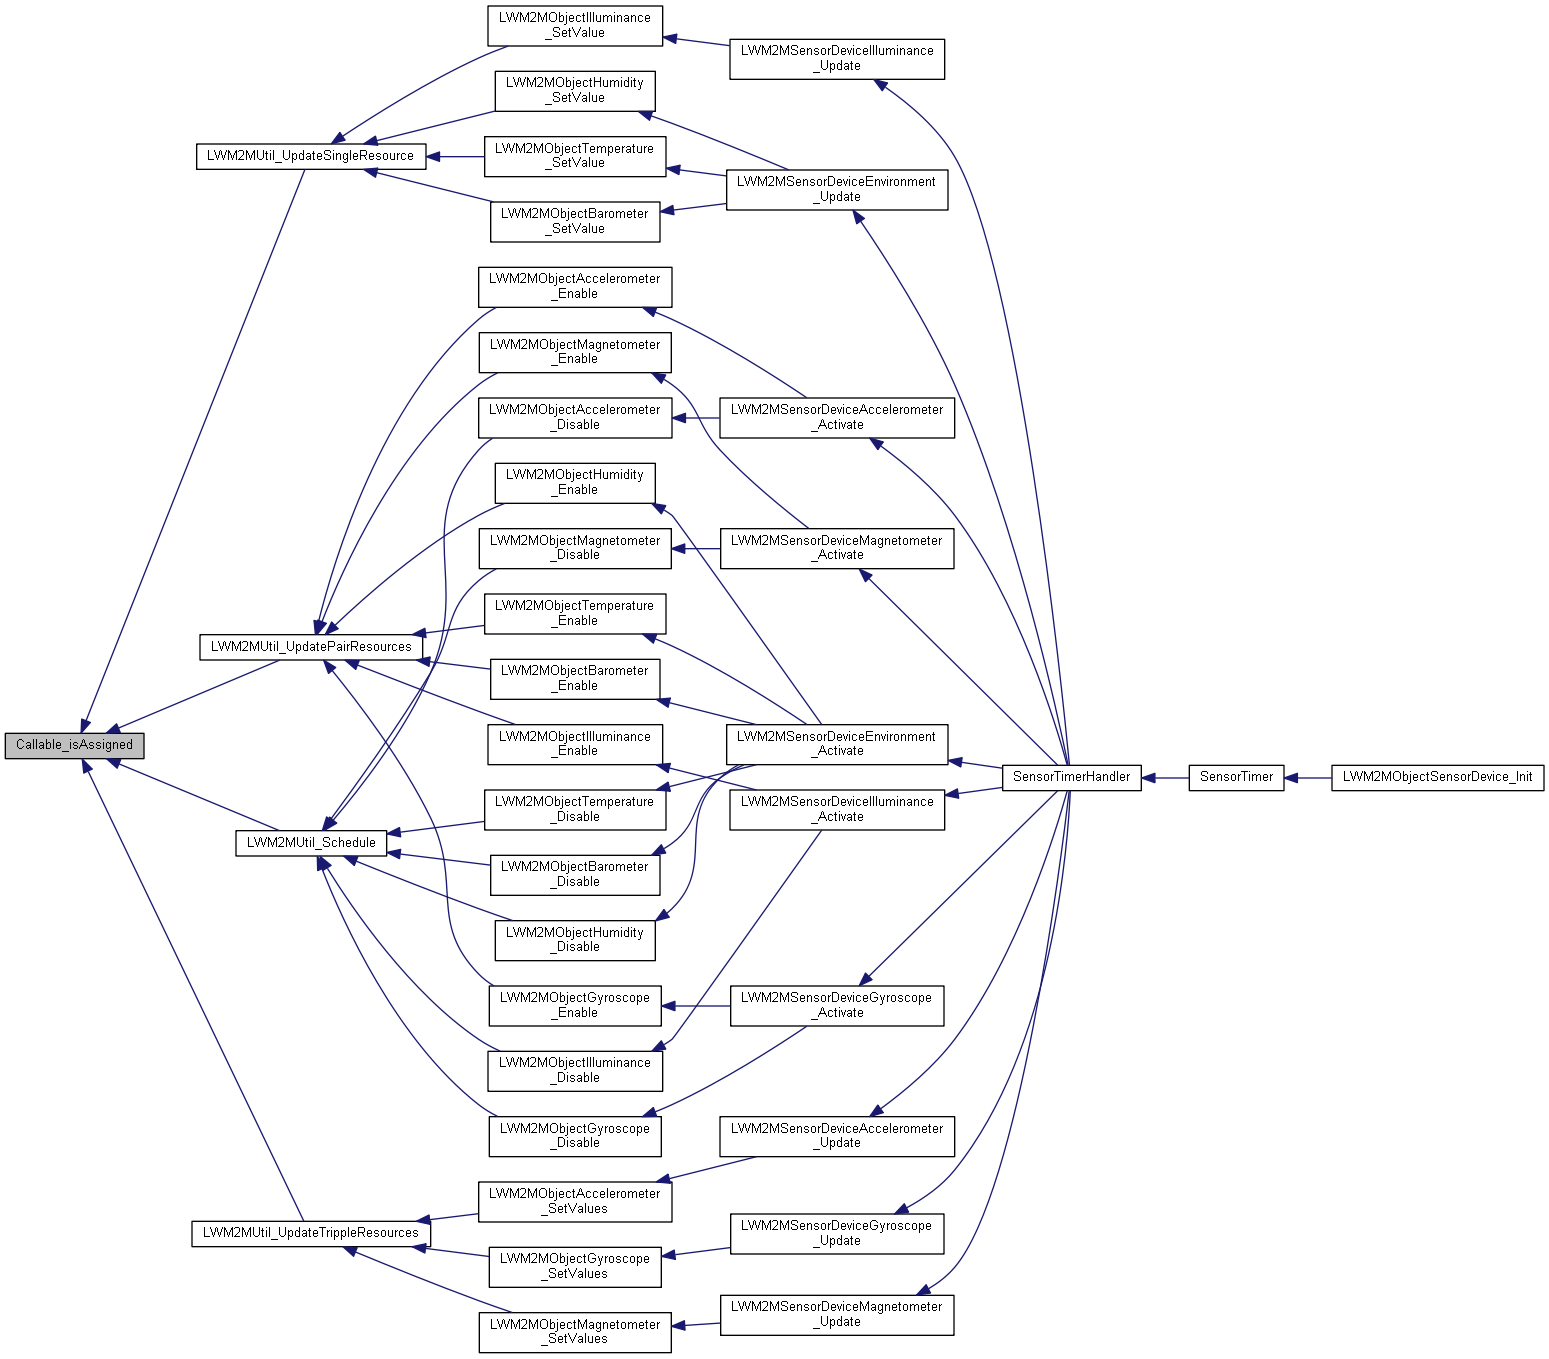 Callable_isAssigned
LWM2MUtil_UpdateSingleResource
LWM2MUtil_UpdatePairResources
LWM2MUtil_Schedule
LWM2MUtil_UpdateTrippleResources
LWM2MObjectIlluminance
_SetValue
LWM2MObjectHumidity
_SetValue
LWM2MObjectTemperature
_SetValue
LWM2MObjectBarometer
_SetValue
LWM2MObjectAccelerometer
_Enable
LWM2MObjectMagnetometer
_Enable
LWM2MObjectAccelerometer
_Disable
LWM2MObjectHumidity
_Enable
LWM2MObjectMagnetometer
_Disable
LWM2MObjectTemperature
_Enable
LWM2MObjectBarometer
_Enable
LWM2MObjectIlluminance
_Enable
LWM2MObjectTemperature
_Disable
LWM2MObjectBarometer
_Disable
LWM2MObjectHumidity
_Disable
LWM2MObjectGyroscope
_Enable
LWM2MObjectIlluminance
_Disable
LWM2MObjectGyroscope
_Disable
LWM2MObjectAccelerometer
_SetValues
LWM2MObjectGyroscope
_SetValues
LWM2MObjectMagnetometer
_SetValues
LWM2MSensorDeviceIlluminance
_Update
LWM2MSensorDeviceEnvironment
_Update
LWM2MSensorDeviceAccelerometer
_Activate
LWM2MSensorDeviceMagnetometer
_Activate
LWM2MSensorDeviceEnvironment
_Activate
LWM2MSensorDeviceIlluminance
_Activate
LWM2MSensorDeviceGyroscope
_Activate
LWM2MSensorDeviceAccelerometer
_Update
LWM2MSensorDeviceGyroscope
_Update
LWM2MSensorDeviceMagnetometer
_Update
SensorTimerHandler
SensorTimer
LWM2MObjectSensorDevice_Init